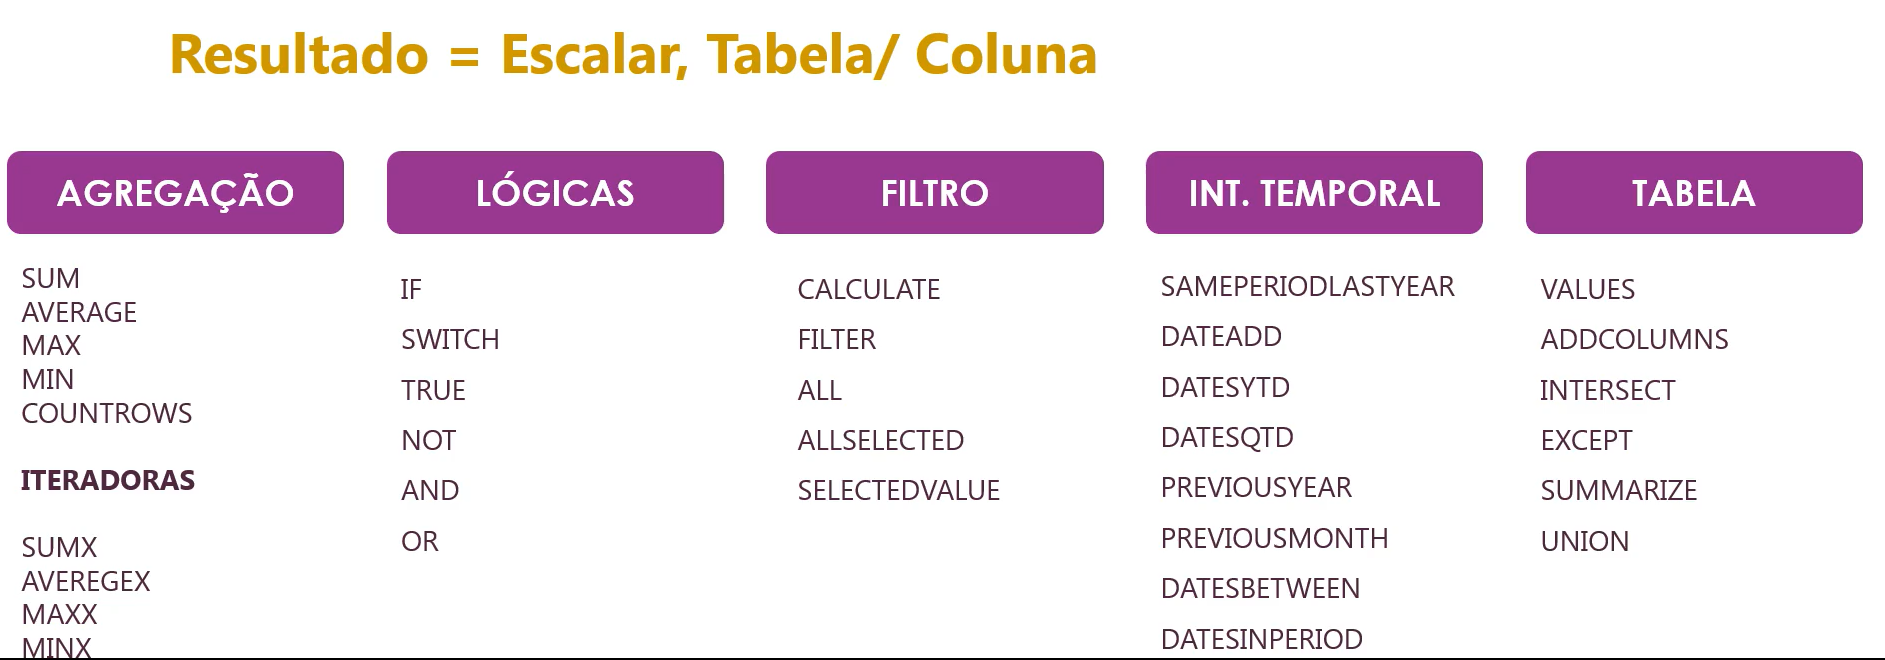 Resultado = Escalar, Tabela/ Coluna
AGREGAÇÃO
SUM
AVERAGE
MAX
MIN
COUNTROWS
ITERADORAS
SUMX
AVEREGEX
MAXX
MINX
LÓGICAS
IF
SWITCH
TRUE
NOT
AND
OR
FILTRO
CALCULATE
FILTER
ALL
ALLSELECTED
SELECTEDVALUE
INT. TEMPORAL
SAMEPERIODLASTYEAR
DATEADD
DATESYTD
DATESQTD
PREVIOUSYEAR
PREVIOUSMONTH
DATESBETWEEN
DATESINPERIOD
TABELA
VALUES
ADDCOLUMNS
INTERSECT
EXCEPT
SUMMARIZE
UNION